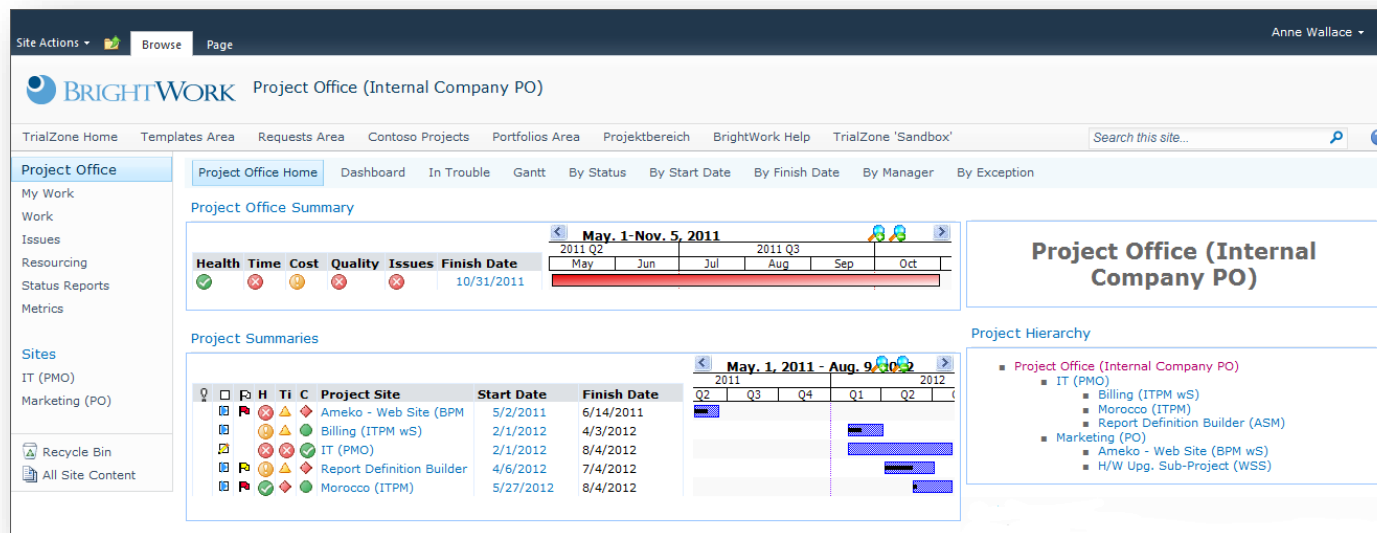 Anne Wallace
Site Actions Browse Page
BRIGHTWORK Project Office (Internal Company PO)
TrialZone Home Templates Area Requests Area Contoso Projects Portfolios Area Projektbereich BrightWork Help TrialZone 'Sandbox' Search this site...
Project Office
My Work
Work
Issues
Resourcing
Status Reports
Metrics
Sites
IT (PMO)
Marketing (PO)
Recycle Bin
All Site Content
Project Office Home Dashboard In Trouble Gantt By Status By Start Date By Finish Date By Manager By Exception
Project Office Summary
May. 1-Nov. 5, 2011
2011 Q2 2011 Q3
Health Time Cost Quality Issues Finish Date May Jun Jul Aug Sep Oct
10/31/2011
Project Summaries
May. 1, 2011 - Aug. 9, 2012
2011 2012
H Ti C Project Site Start Date Finish Date Q2 Q3 Q4 Q1 Q2
Ameko - Web Site (BPM 5/2/2011 6/14/2011
Billing (ITPM wS) 2/1/2012 4/3/2012
IT (PMO) 2/1/2012 8/4/2012
Report Definition Builder 4/6/2012 7/4/2012
Morocco (ITPM) 5/27/2012 8/4/2012
Project Office (Internal
Company PO)
Project Hierarchy
Project Office (Internal Company PO)
IT (PMO)
Billing (ITPM wS)
Morocco (ITPM)
Report Definition Builder (ASM)
Marketing (PO)
Ameko - Web Site (BPM wS)
H/W Upg. Sub-Project (WSS)